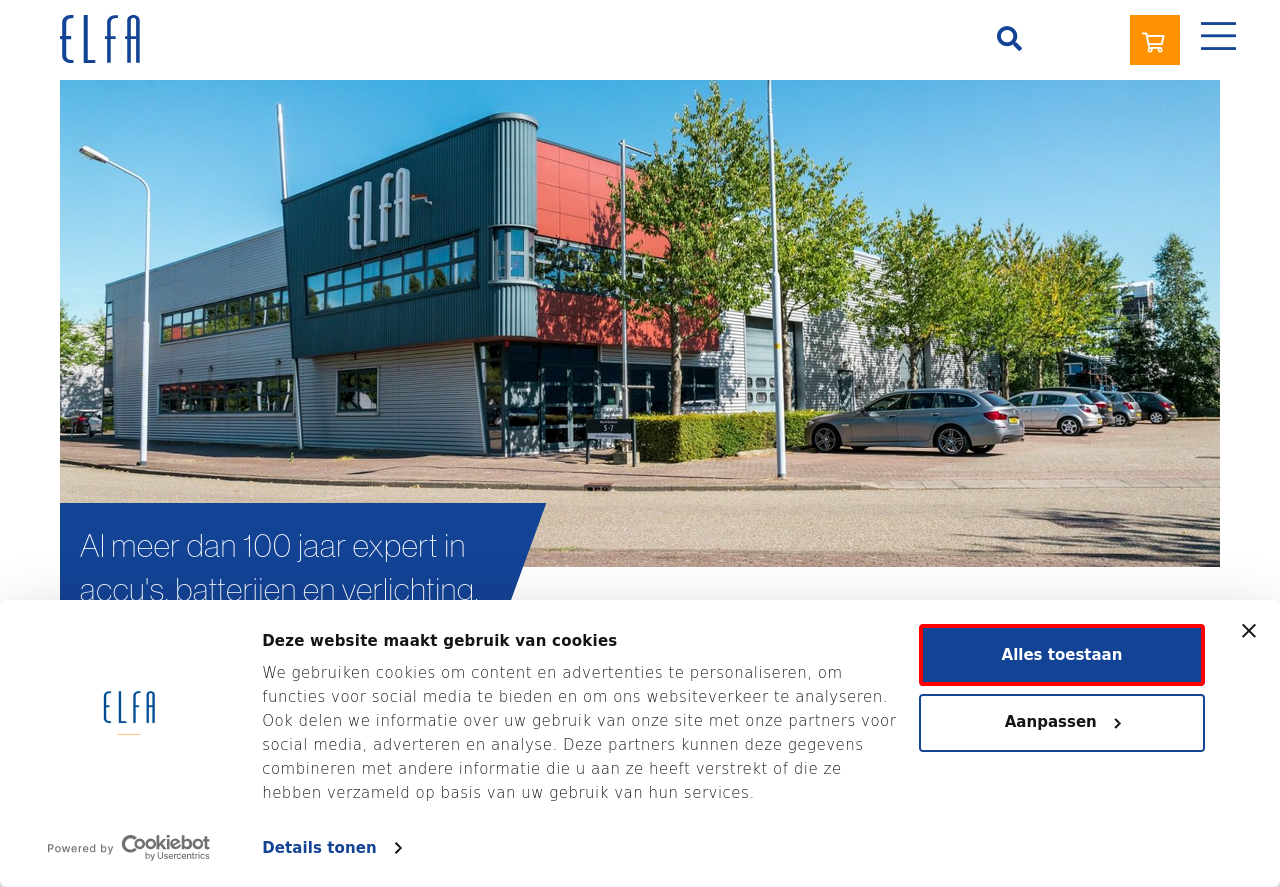 ELFA
ELFA
5-7
Al meer dan 100 jaar expert in
accu's, batterijen en verlichting.
Deze website maakt gebruik van cookies
We gebruiken cookies om content en advertenties te personaliseren, om
functies voor social media te bieden en om ons websiteverkeer te analyseren.
Ook delen we informatie over uw gebruik van onze site met onze partners voor
social media, adverteren en analyse. Deze partners kunnen deze gegevens
combineren met andere informatie die u aan ze heeft verstrekt of die ze
hebben verzameld op basis van uw gebruik van hun services.
Alles toestaan
Aanpassen
ELFA
Powered by Cookiebot
by Usercentrics
Details tonen